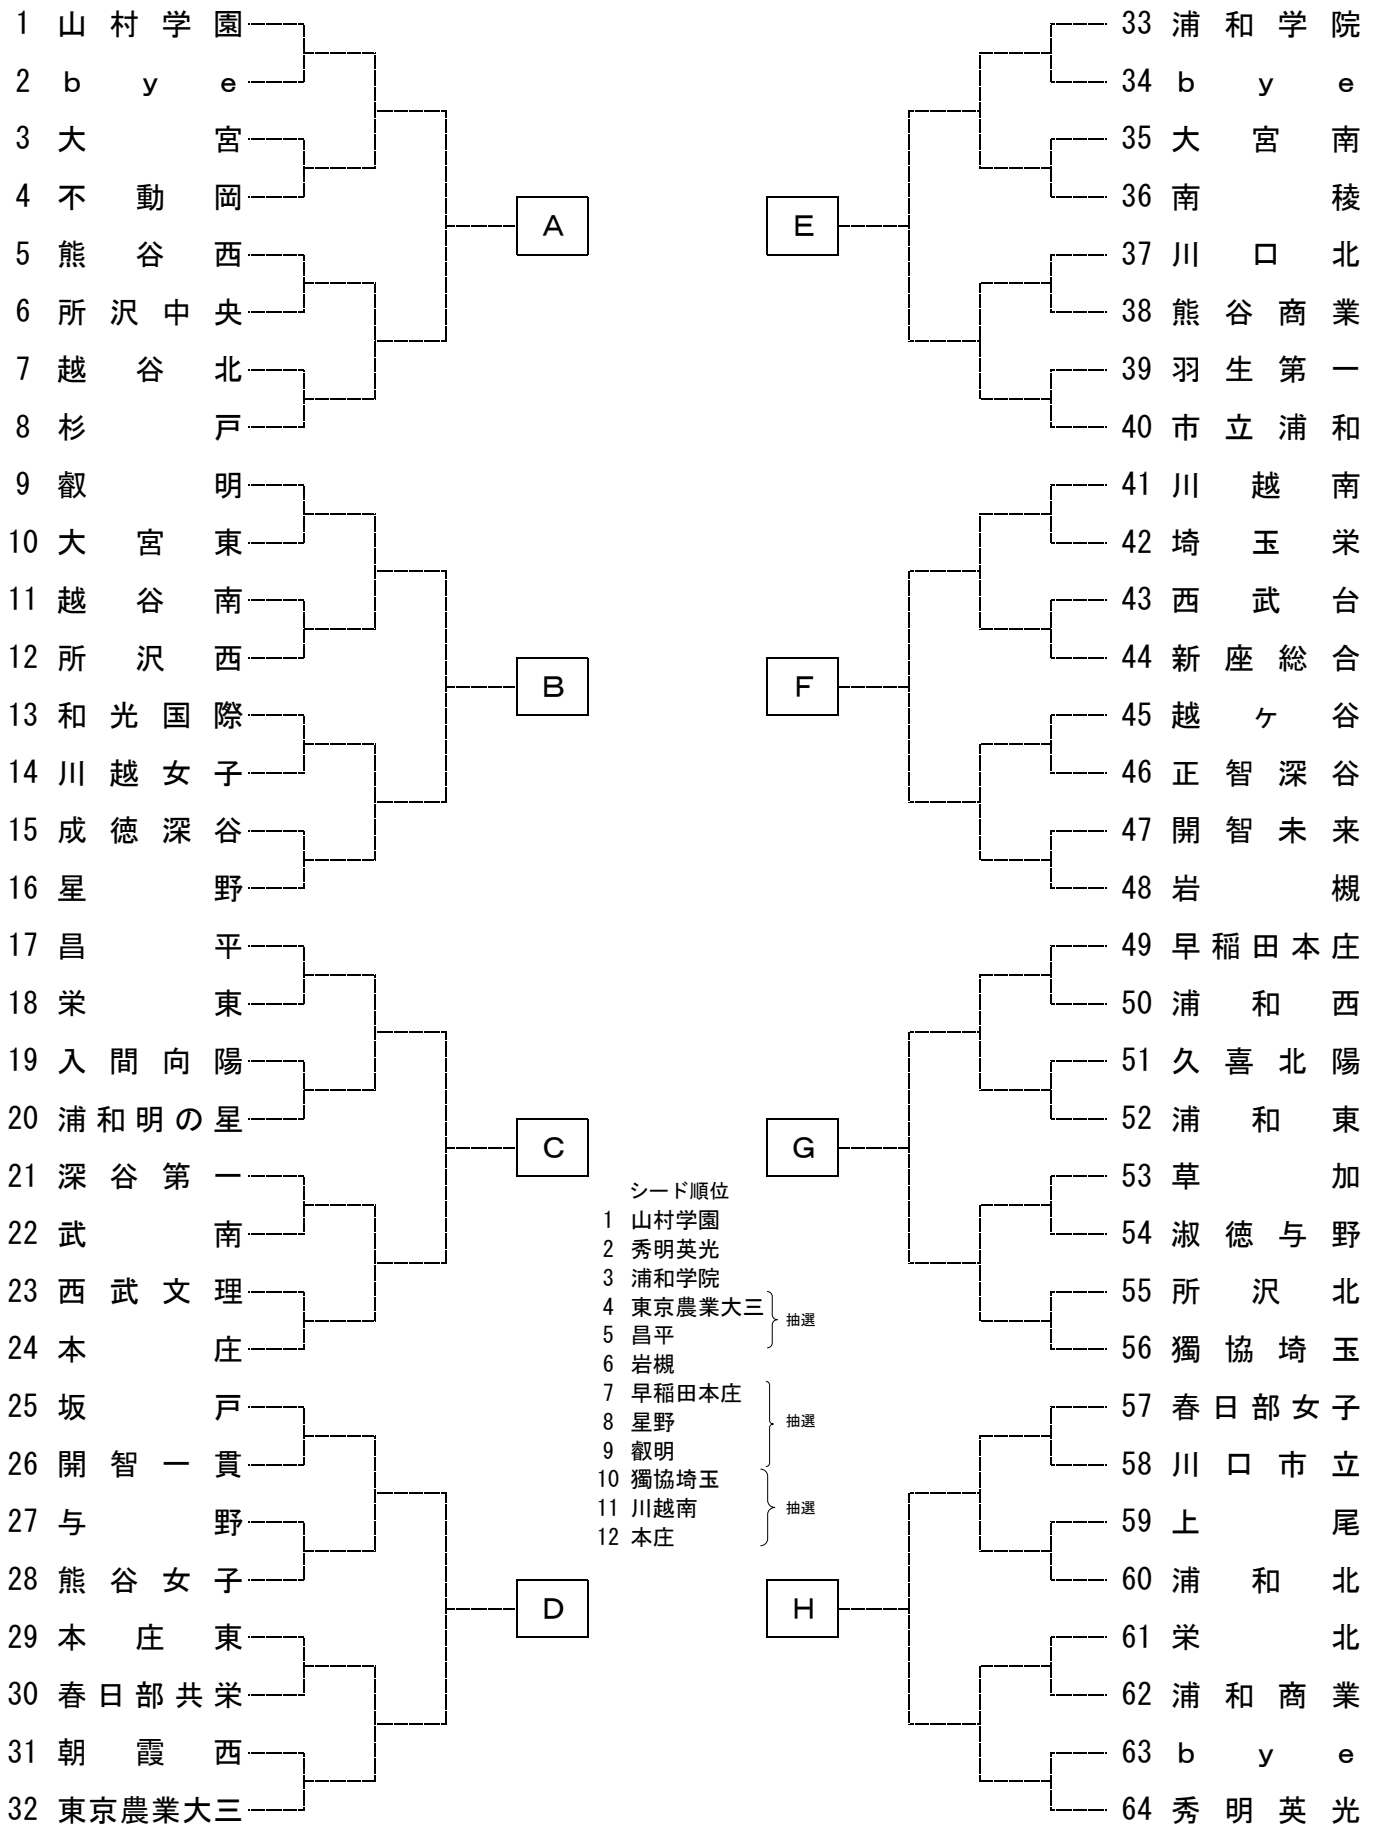 1 山村学園
2 bye
3 大宮
4 不動岡
5 熊谷西
6 所沢中央
7 越谷北
8 杉戸
A
9 叡明
10 大宮東
11 越谷南
12 所沢西
13 和光国際
14 川越女子
15 成徳深谷
16 星野
B
17 昌平
18 栄東
19 入間向陽
20 浦和明の星
21 深谷第一
22 武南
23 西武文理
24 本庄
C
25 坂戸
26 開智一貫
27 与野
28 熊谷女子
29 本庄東
30 春日部共栄
31 朝霞西
32 東京農業大三
D
シード順位
1 山村学園
2 秀明英光
3 浦和学院
4 東京農業大三
5 昌平
抽選
6 岩槻
7 早稲田本庄
8 星野
9 叡明
抽選
10 獨協埼玉
11 川越南
12 本庄
抽選
33 浦和学院
34 bye
35 大宮南
36 南稜
37 川口北
38 熊谷商業
39 羽生第一
40 市立浦和
E
41 川越南
42 埼玉栄
43 西武台
44 新座総合
45 越ヶ谷
46 正智深谷
47 開智未来
48 岩槻
F
49 早稲田本庄
50 浦和西
51 久喜北陽
52 浦和東
53 草加
54 淑徳与野
55 所沢北
56 獨協埼玉
G
57 春日部女子
58 川口市立
59 上尾
60 浦和北
61 栄北
62 浦和商業
63 bye
64 秀明英光
H